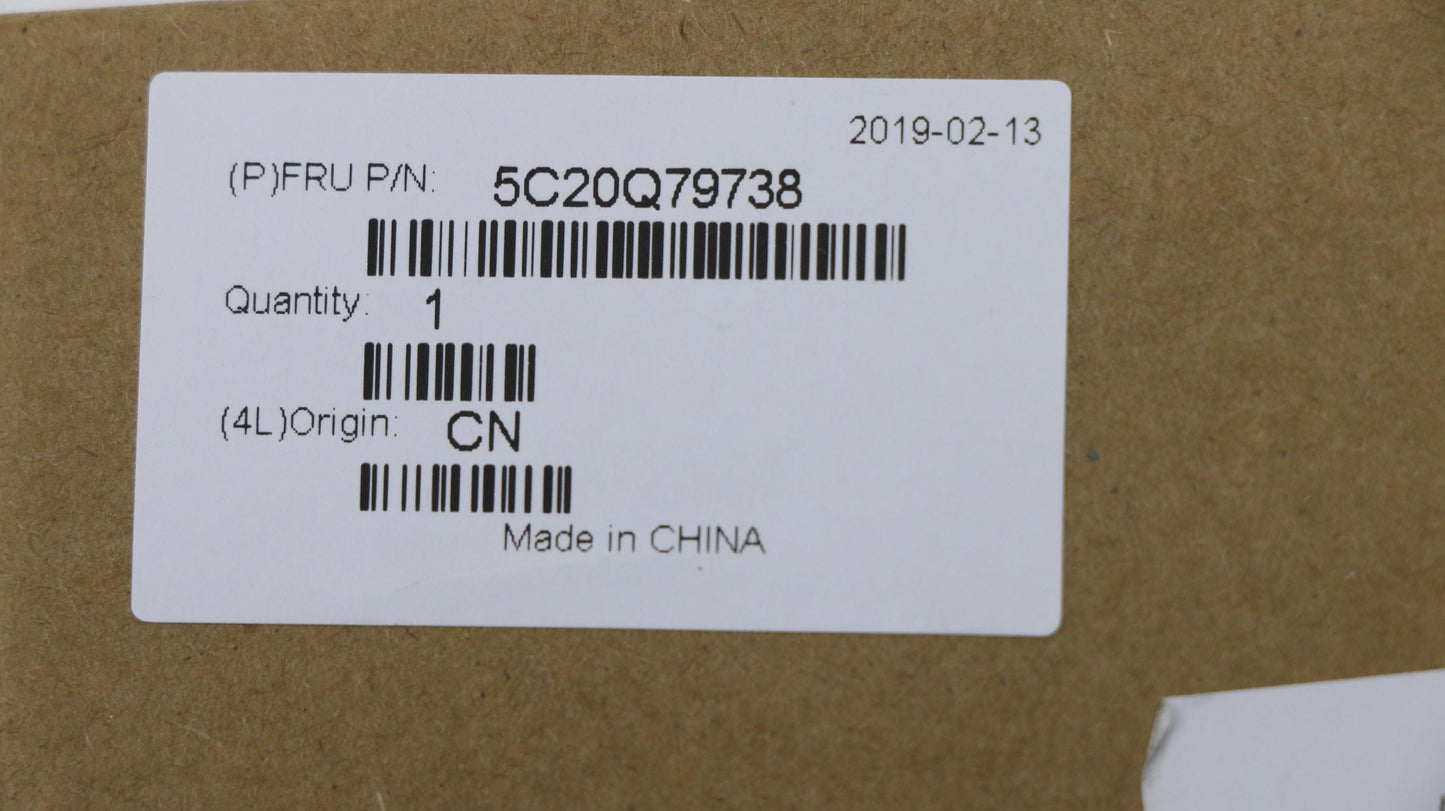 2019-02-13
(P)FRU P/N: 5C20Q79738
Quantity: 1
(4L)Origin: CN
Made in CHINA